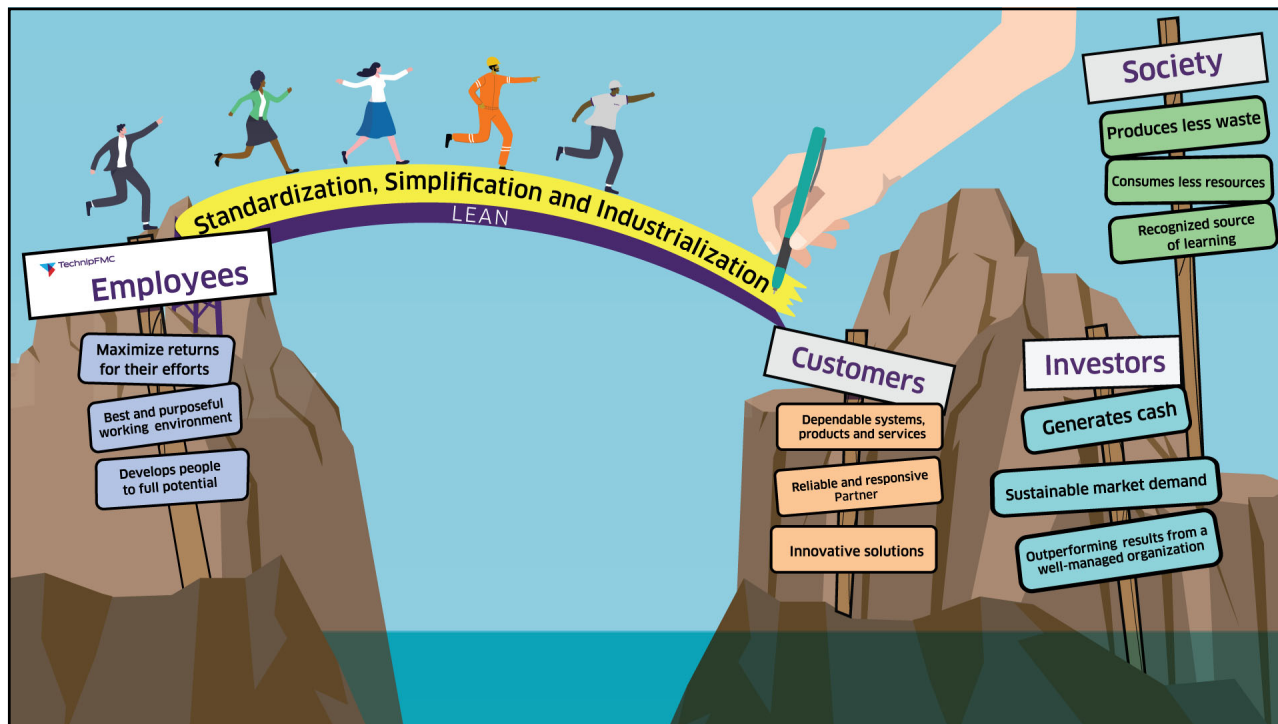 Standardization, Simplification and Industrialization
LEAN
TechnipFMC
Employees
Maximize returns
for their efforts
Best and purposeful
working environment
Develops people
to full potential
Customers
Dependable systems,
products and services
Reliable and responsive
Partner
Innovative solutions
Investors
Generates cash
Sustainable market demand
Outperforming results from a
well-managed organization
Society
Produces less waste
Consumes less resources
Recognized source
of learning